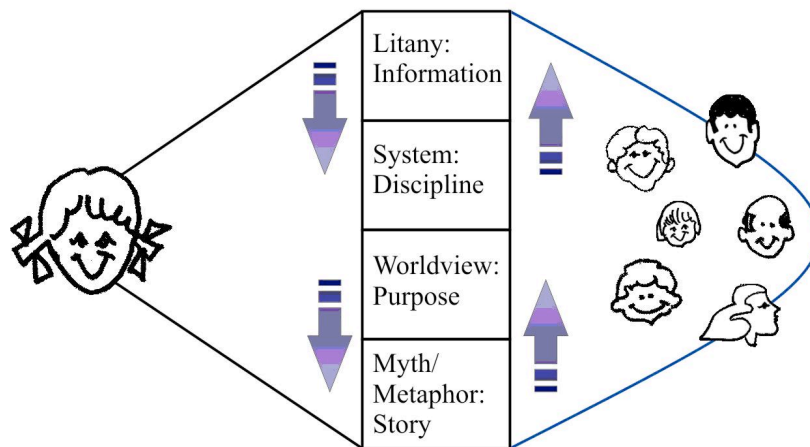 Litany:
Information
System:
Discipline
Worldview:
Purpose
Myth/
Metaphor:
Story